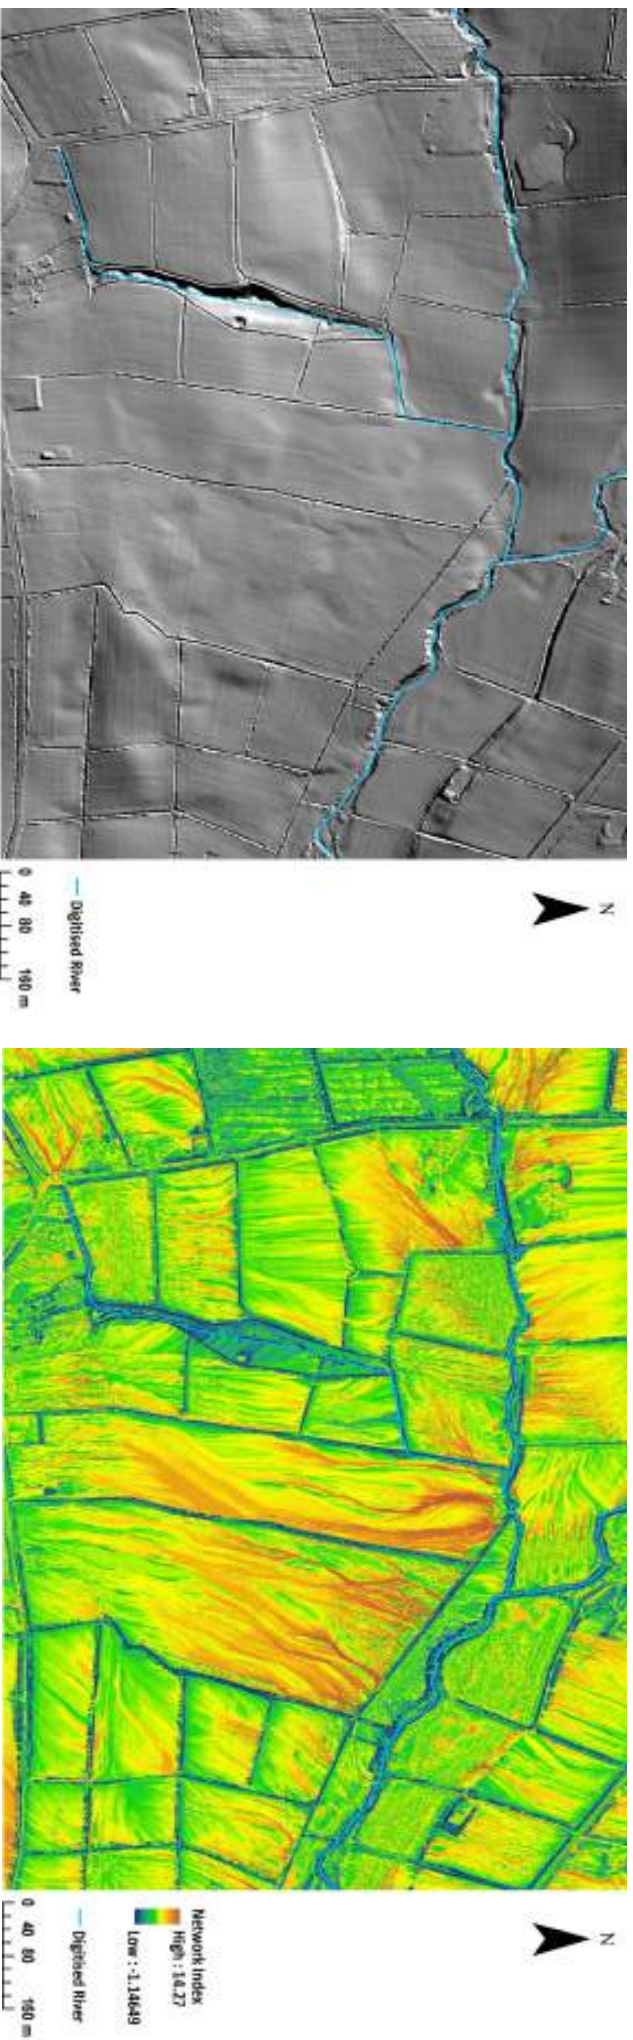 N
Digitised River
0 40 80 160 m
N
Network Index
High : 14.27
Low : -1.14649
Digitised River
0 40 80 160 m